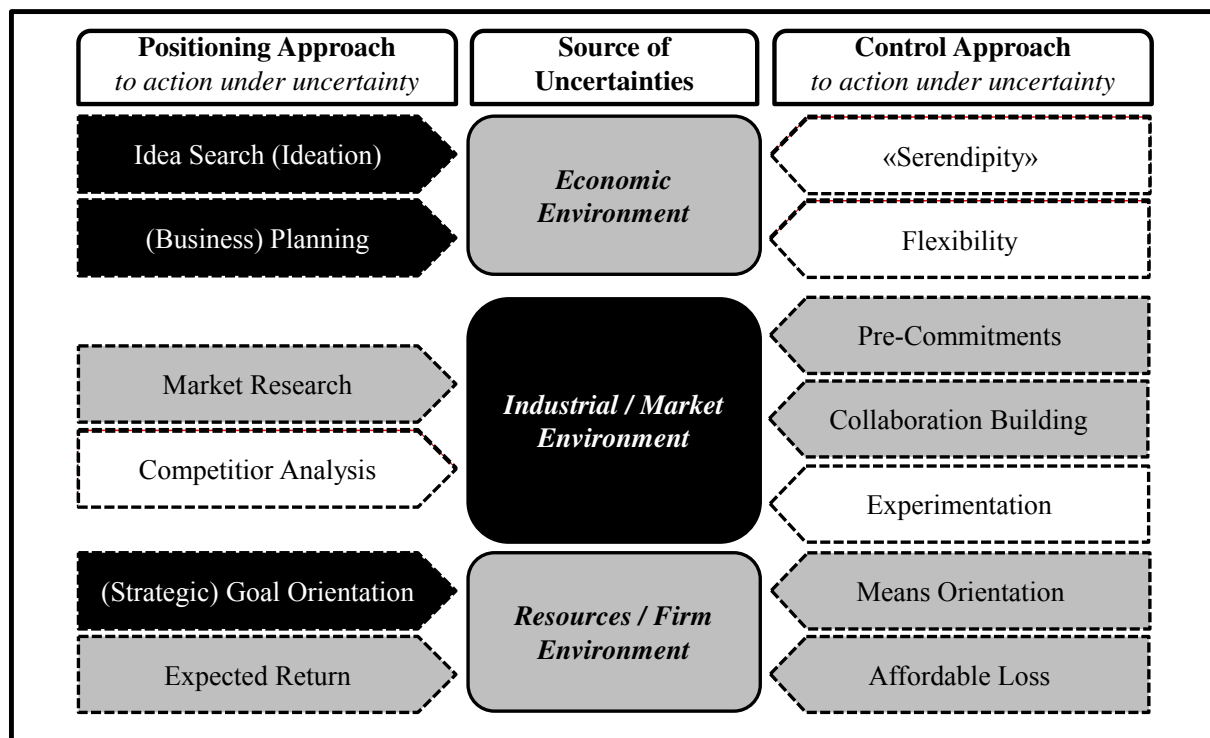 Positioning Approach
to action under uncertainty
Source of
Uncertainties
Control Approach
to action under uncertainty
Idea Search (Ideation)
(Business) Planning
Economic
Environment
«Serendipity»
Flexibility
Market Research
Competitior Analysis
Industrial / Market
Environment
Pre-Commitments
Collaboration Building
Experimentation
(Strategic) Goal Orientation
Expected Return
Resources / Firm
Environment
Means Orientation
Affordable Loss